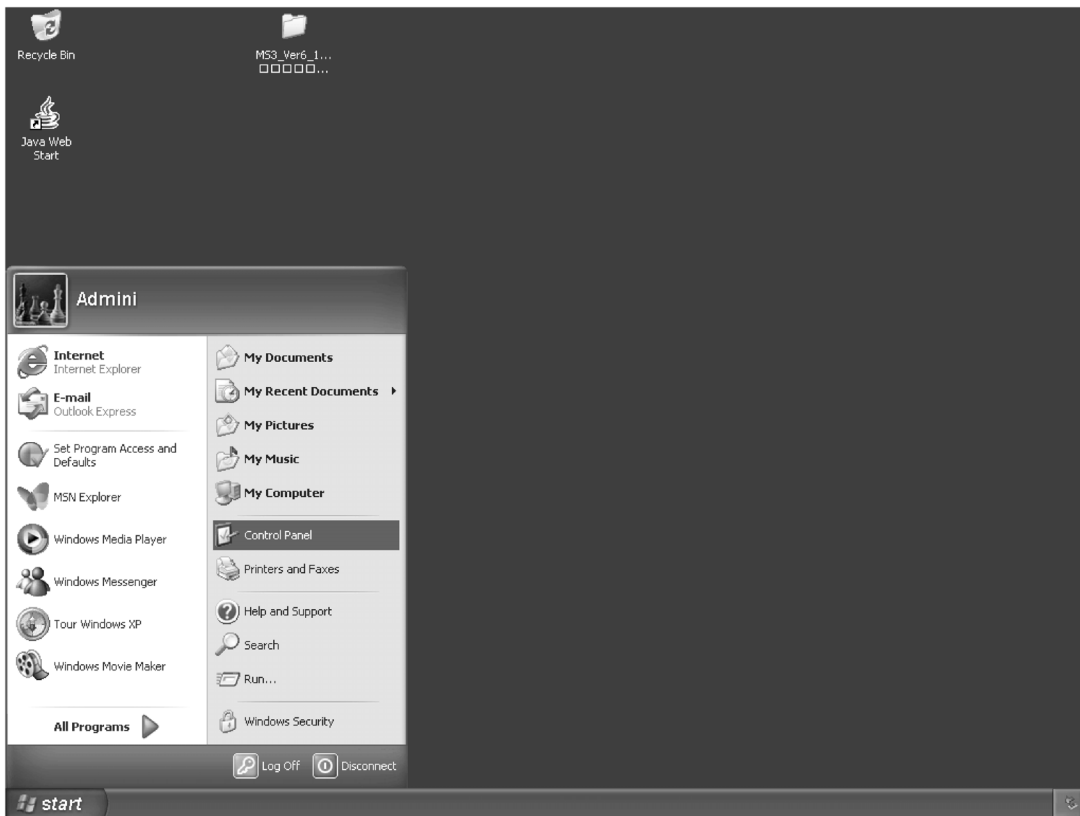 Recycle Bin
MS3_Ver6_1...
□□□□□...
Java Web
Start
Admini
Internet
Internet Explorer
E-mail
Outlook Express
Set Program Access and
Defaults
MSN Explorer
Windows Media Player
Windows Messenger
Tour Windows XP
Windows Movie Maker
All Programs
My Documents
My Recent Documents
My Pictures
My Music
My Computer
Control Panel
Printers and Faxes
Help and Support
Search
Run...
Windows Security
Log Off
Disconnect
start